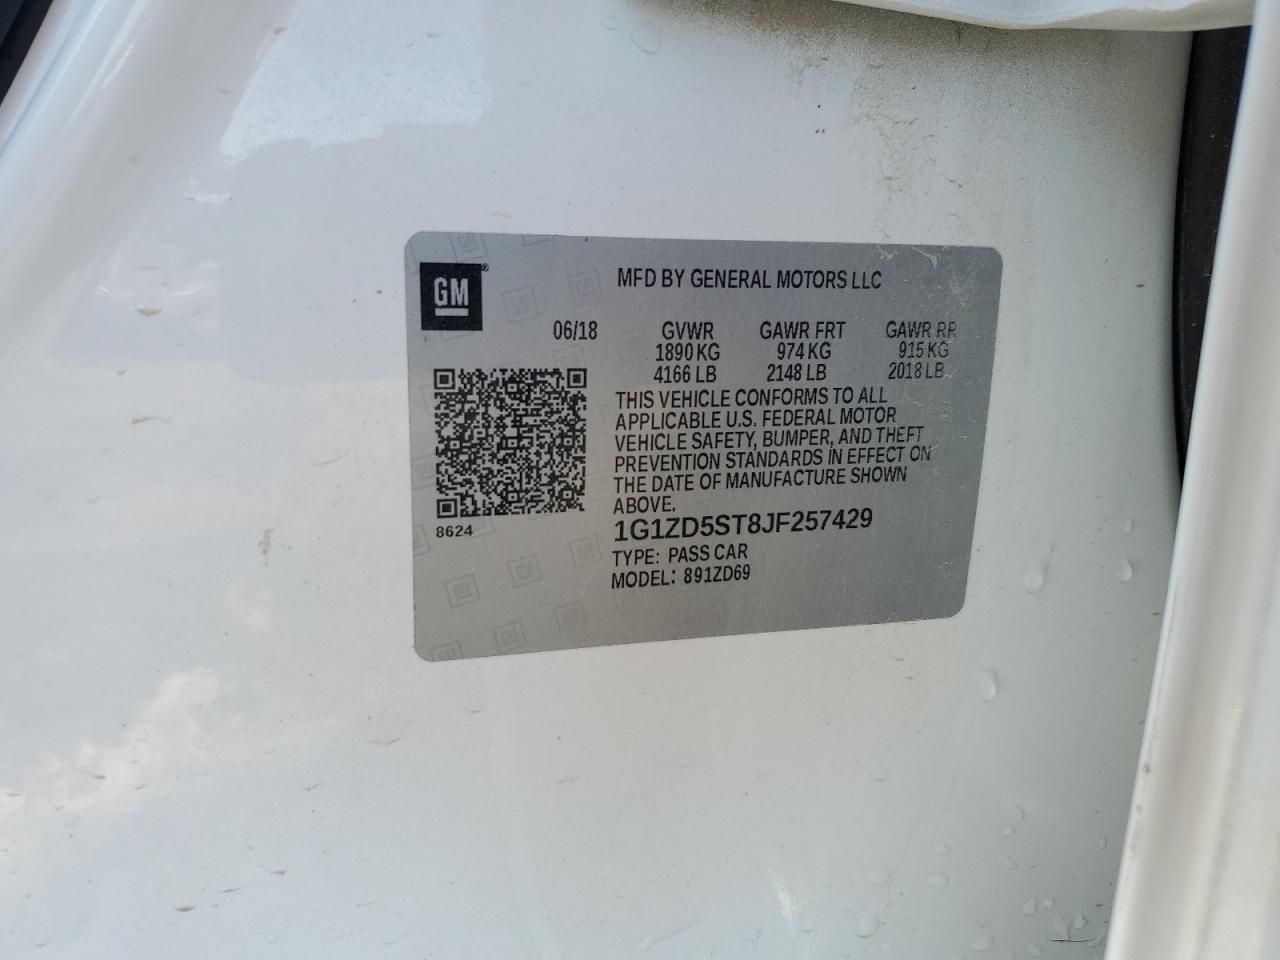 GM
MFD BY GENERAL MOTORS LLC
06/18 GVWR GAWR FRT GAWR RR
1890 KG 974 KG 915 KG
4166 LB 2148 LB 2018 LB
THIS VEHICLE CONFORMS TO ALL
APPLICABLE U.S. FEDERAL MOTOR
VEHICLE SAFETY, BUMPER, AND THEFT
PREVENTION STANDARDS IN EFFECT ON
THE DATE OF MANUFACTURE SHOWN
ABOVE.
8624
1G1ZD5ST8JF257429
TYPE: PASS CAR
MODEL: 891ZD69